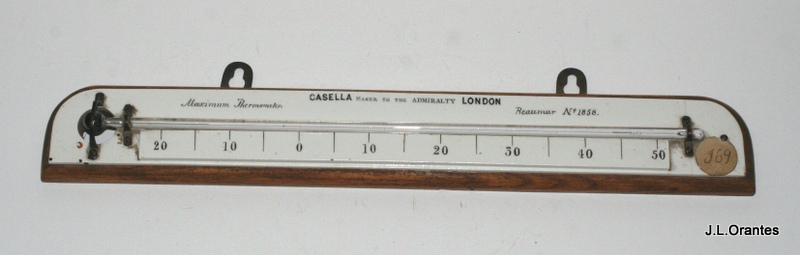 CASELLA MAKER TO THE ADMIRALTY LONDON
Maximum Thermometer. Reaumur Nº 1858.
20 10 0 10 20 30 40 50
169
J.L.Orantes